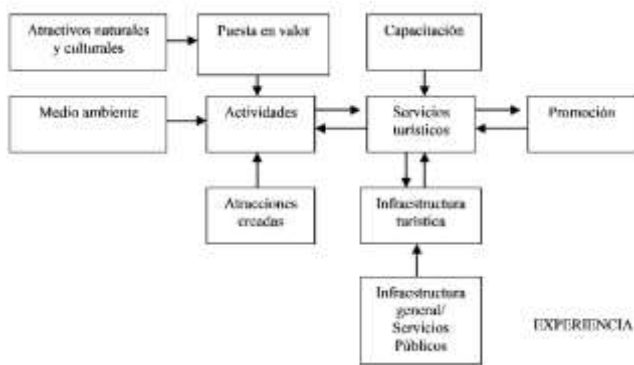 Atractivos naturales
y culturales
Puesta en valor
Capacitación
Medio ambiente
Actividades
Servicios
turísticos
Promoción
Atracciones
creadas
Infraestructura
turística
Infraestructura
general/
Servicios
Públicos
EXPERIENCIA